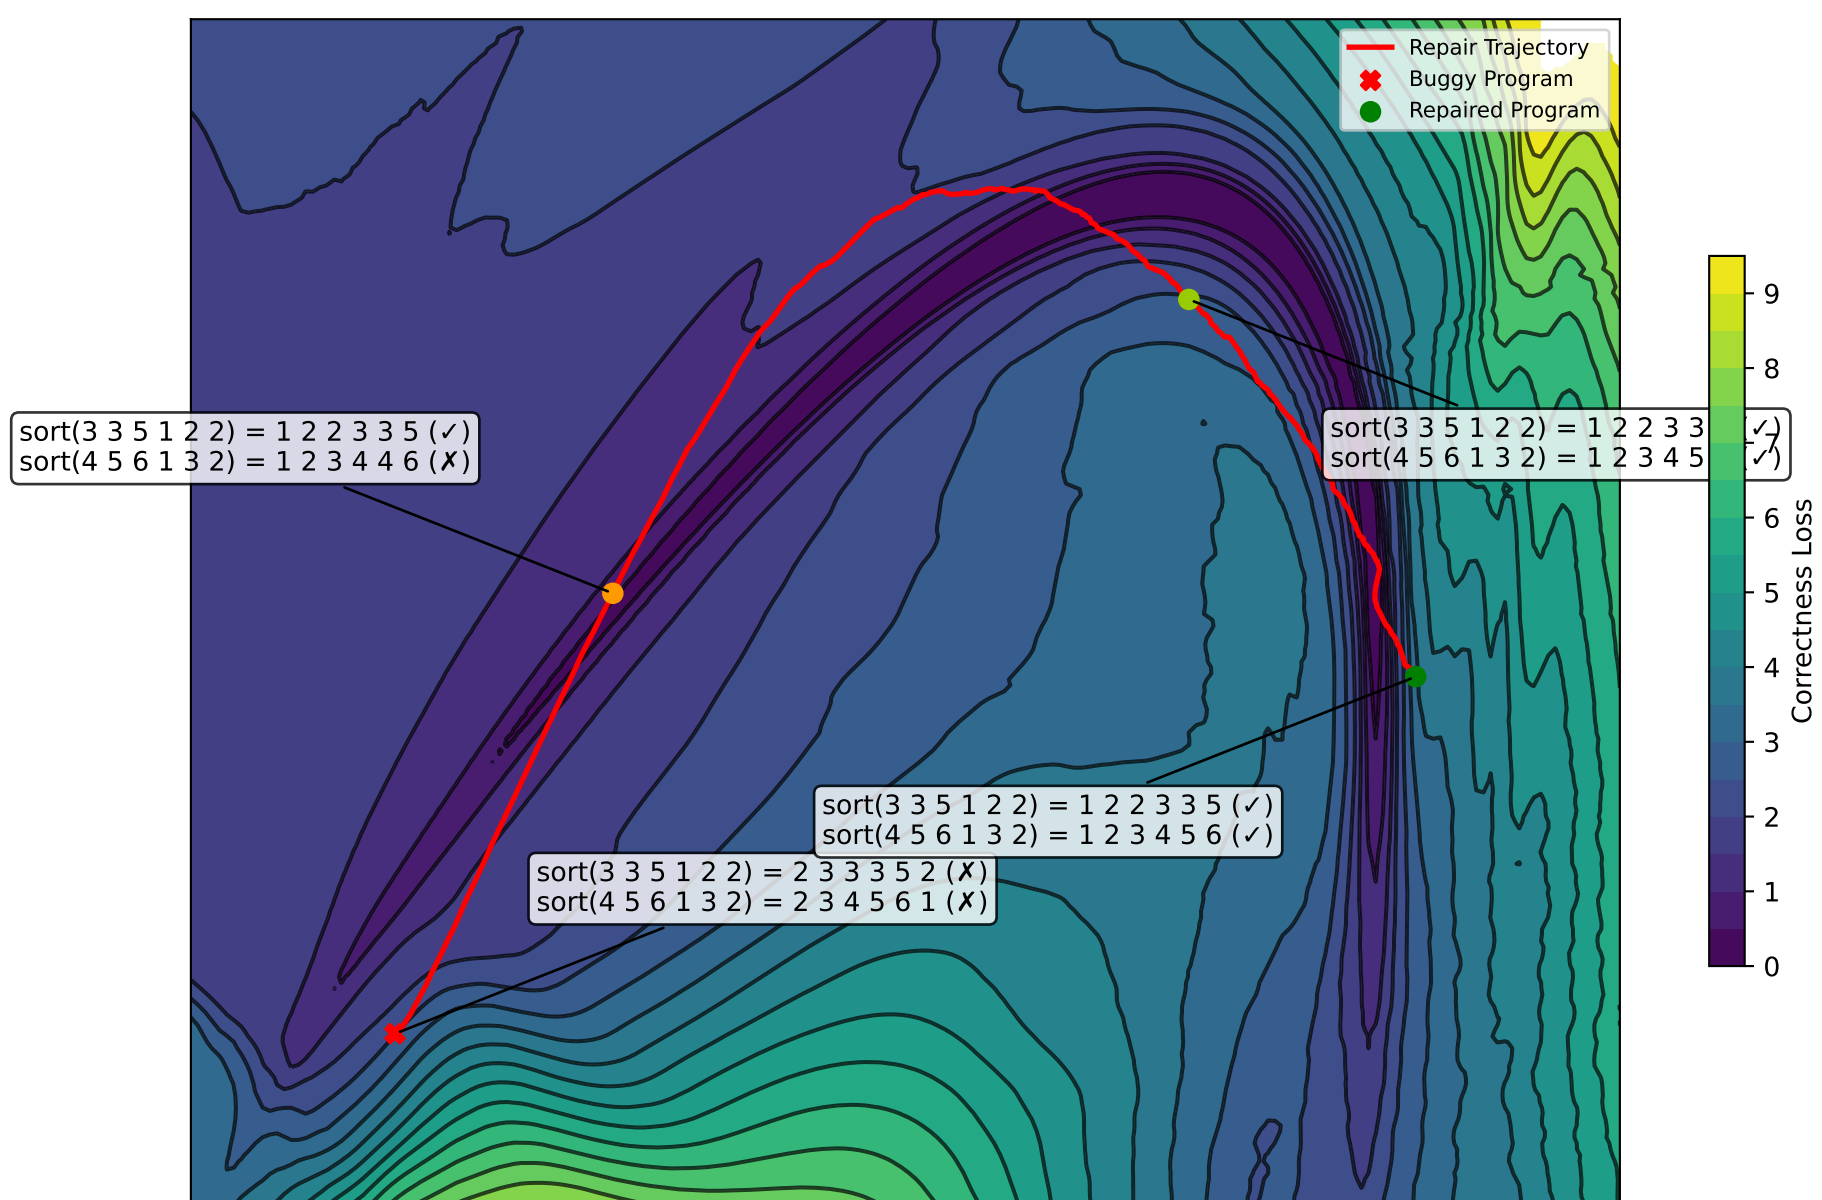 Repair Trajectory
Buggy Program
Repaired Program
sort(3 3 5 1 2 2) = 1 2 2 3 3 5 (✓)
sort(4 5 6 1 3 2) = 1 2 3 4 4 6 (✗)
sort(3 3 5 1 2 2) = 1 2 2 3 3 (✓)
sort(4 5 6 1 3 2) = 1 2 3 4 5 (✓)
sort(3 3 5 1 2 2) = 1 2 2 3 3 5 (✓)
sort(4 5 6 1 3 2) = 1 2 3 4 5 6 (✓)
sort(3 3 5 1 2 2) = 2 3 3 3 5 2 (✗)
sort(4 5 6 1 3 2) = 2 3 4 5 6 1 (✗)
9
8
7
6
5
4
3
2
1
0
Correctness Loss